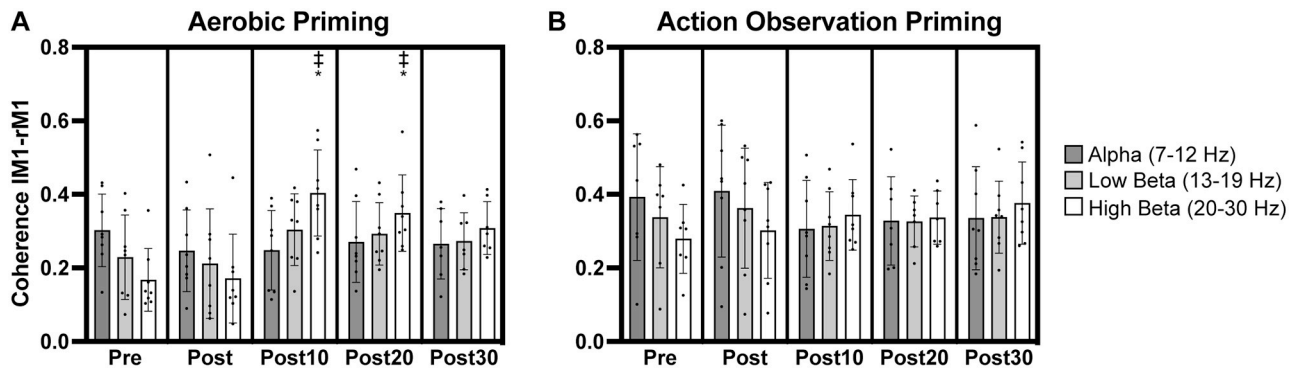 A
Aerobic Priming
Coherence lM1-rM1
0.8
0.6
0.4
0.2
0.0
‡
*
‡
*
Pre
Post
Post10
Post20
Post30
B
Action Observation Priming
0.8
0.6
0.4
0.2
0.0
Pre
Post
Post10
Post20
Post30
Alpha (7-12 Hz)
Low Beta (13-19 Hz)
High Beta (20-30 Hz)